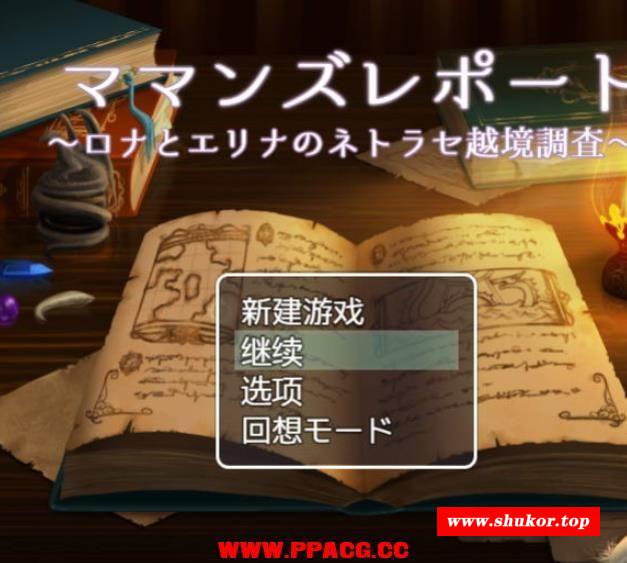 ママンズレポート
～ロナとエリナのネトラセ越境調査～
新建游戏
继续
选项
回想モード
www.shukor.top
WWW.PPACG.CC